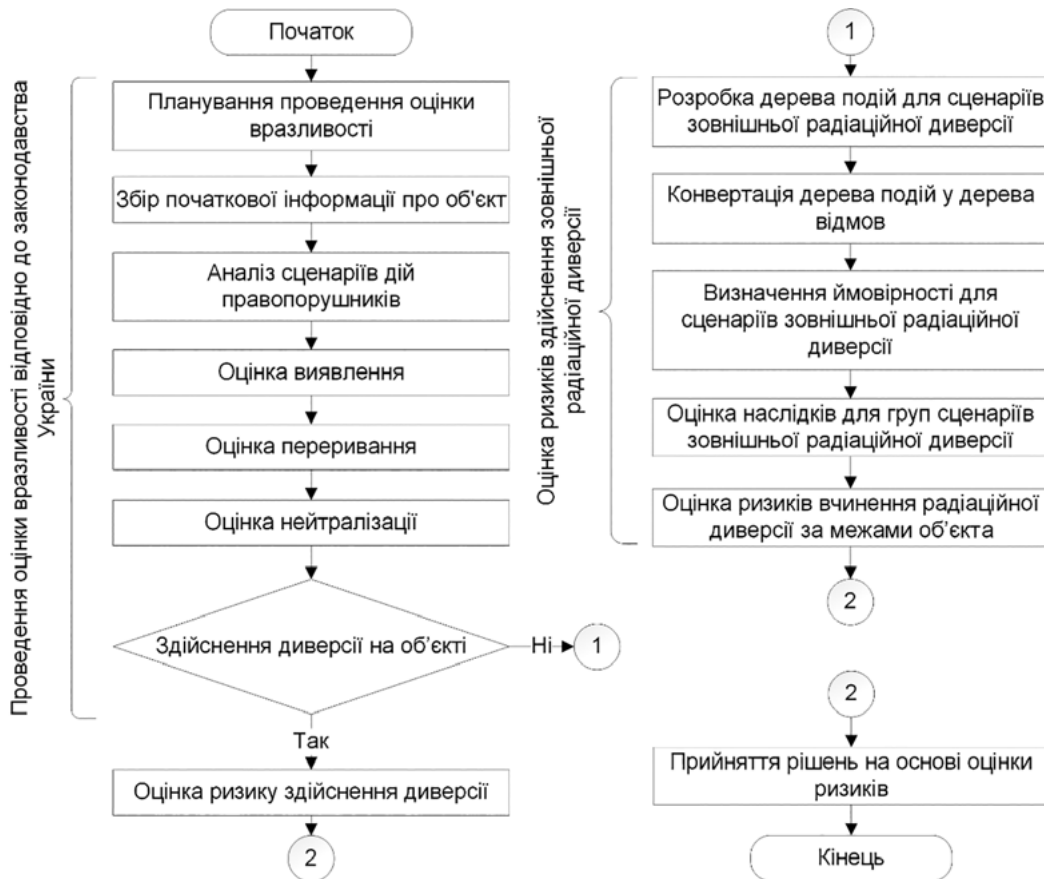 Початок
Проведення оцінки вразливості відповідно до законодавства
України
Планування проведення оцінки
вразливості
Збір початкової інформації про об'єкт
Аналіз сценаріїв дій
правопорушників
Оцінка виявлення
Оцінка переривання
Оцінка нейтралізації
Здійснення диверсії на об’єкті
Ні
1
Так
Оцінка ризику здійснення диверсії
2
1
Оцінка ризиків здійснення зовнішньої
радіаційної диверсії
Розробка дерева подій для сценаріїв
зовнішньої радіаційної диверсії
Конвертація дерева подій у дерева
відмов
Визначення ймовірності для
сценаріїв зовнішньої радіаційної
диверсії
Оцінка наслідків для груп сценаріїв
зовнішньої радіаційної диверсії
Оцінка ризиків вчинення радіаційної
диверсії за межами об’єкта
2
2
Прийняття рішень на основі оцінки
ризиків
Кінець